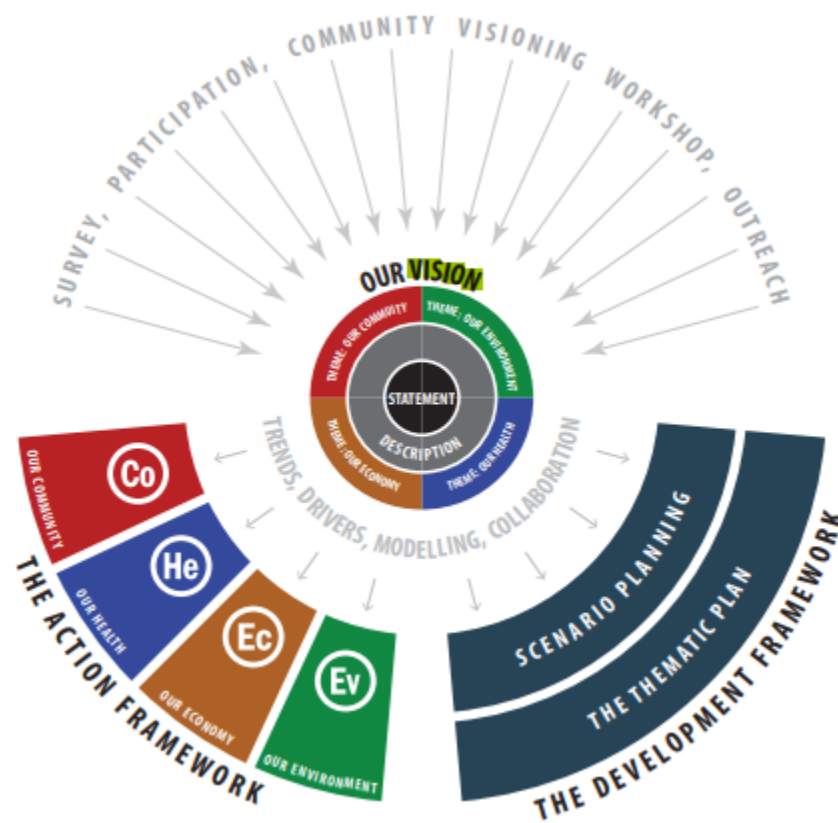 SURVEY, PARTICIPATION, COMMUNITY VISIONING WORKSHOP, OUTREACH
OUR VISION
THEME: OUR COMMUITY
THEME: OUR ENVIRONMENT
STATEMENT
DESCRIPTION
THEME: OUR ECONOMY
THEME: OUR HEALTH
TRENDS, DRIVERS, MODELLING, COLLABORATION
Co
OUR COMMUNITY
He
OUR HEALTH
Ec
OUR ECONOMY
Ev
OUR ENVIRONMENT
THE ACTION FRAMEWORK
SCENARIO PLANNING
THE THEMATIC PLAN
THE DEVELOPMENT FRAMEWORK